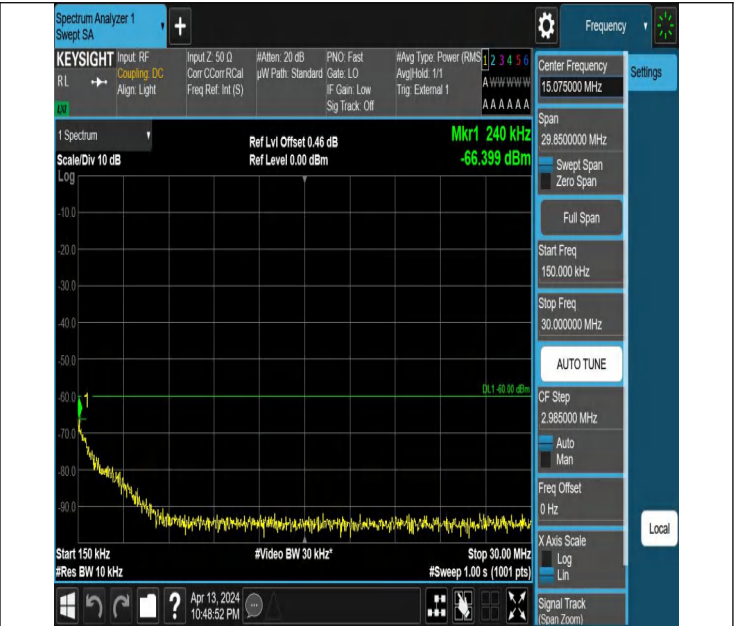 Spectrum Analyzer 1
Swept SA
+
Frequency
KEYSIGHT
RL
Input: RF
Coupling: DC
Align: Light
Input Z: 50 Ω
Corr CCorr RCal
Freq Ref: Int (S)
#Atten: 20 dB
µW Path: Standard
PNO: Fast
Gate: LO
IF Gain: Low
Sig Track: Off
#Avg Type: Power (RMS
Avg|Hold: 1/1
Trig: External 1
1 2 3 4 5 6
A W W W W W
A A A A A A
1 Spectrum
Scale/Div 10 dB
Log
Ref Lvl Offset 0.46 dB
Ref Level 0.00 dBm
Mkr1 240 kHz
-66.399 dBm
-10.0
-20.0
-30.0
-40.0
-50.0
-60.0
-70.0
-80.0
-90.0
1
DL1 -60.00 dBm
Start 150 kHz
#Res BW 10 kHz
#Video BW 30 kHz*
Stop 30.00 MHz
#Sweep 1.00 s (1001 pts)
Center Frequency
15.075000 MHz
Span
29.8500000 MHz
Swept Span
Zero Span
Full Span
Start Freq
150.000 kHz
Stop Freq
30.000000 MHz
AUTO TUNE
CF Step
2.985000 MHz
Auto
Man
Freq Offset
0 Hz
X Axis Scale
Log
Lin
Signal Track
(Span Zoom)
Settings
Local
?
Apr 13, 2024
10:48:52 PM